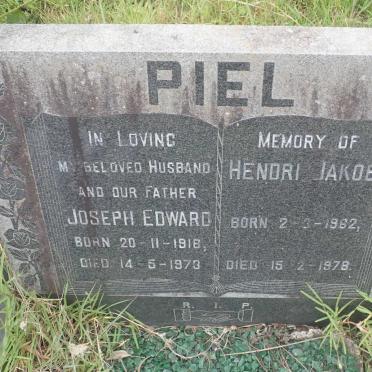 PIEL
IN LOVING
MY BELOVED HUSBAND
AND OUR FATHER
JOSEPH EDWARD
BORN 20-11-1918,
DIED 14-5-1973
MEMORY OF
HENDRI JAKOB
BORN 2-3-1962,
DIED 15-2-1979
R. I. P.